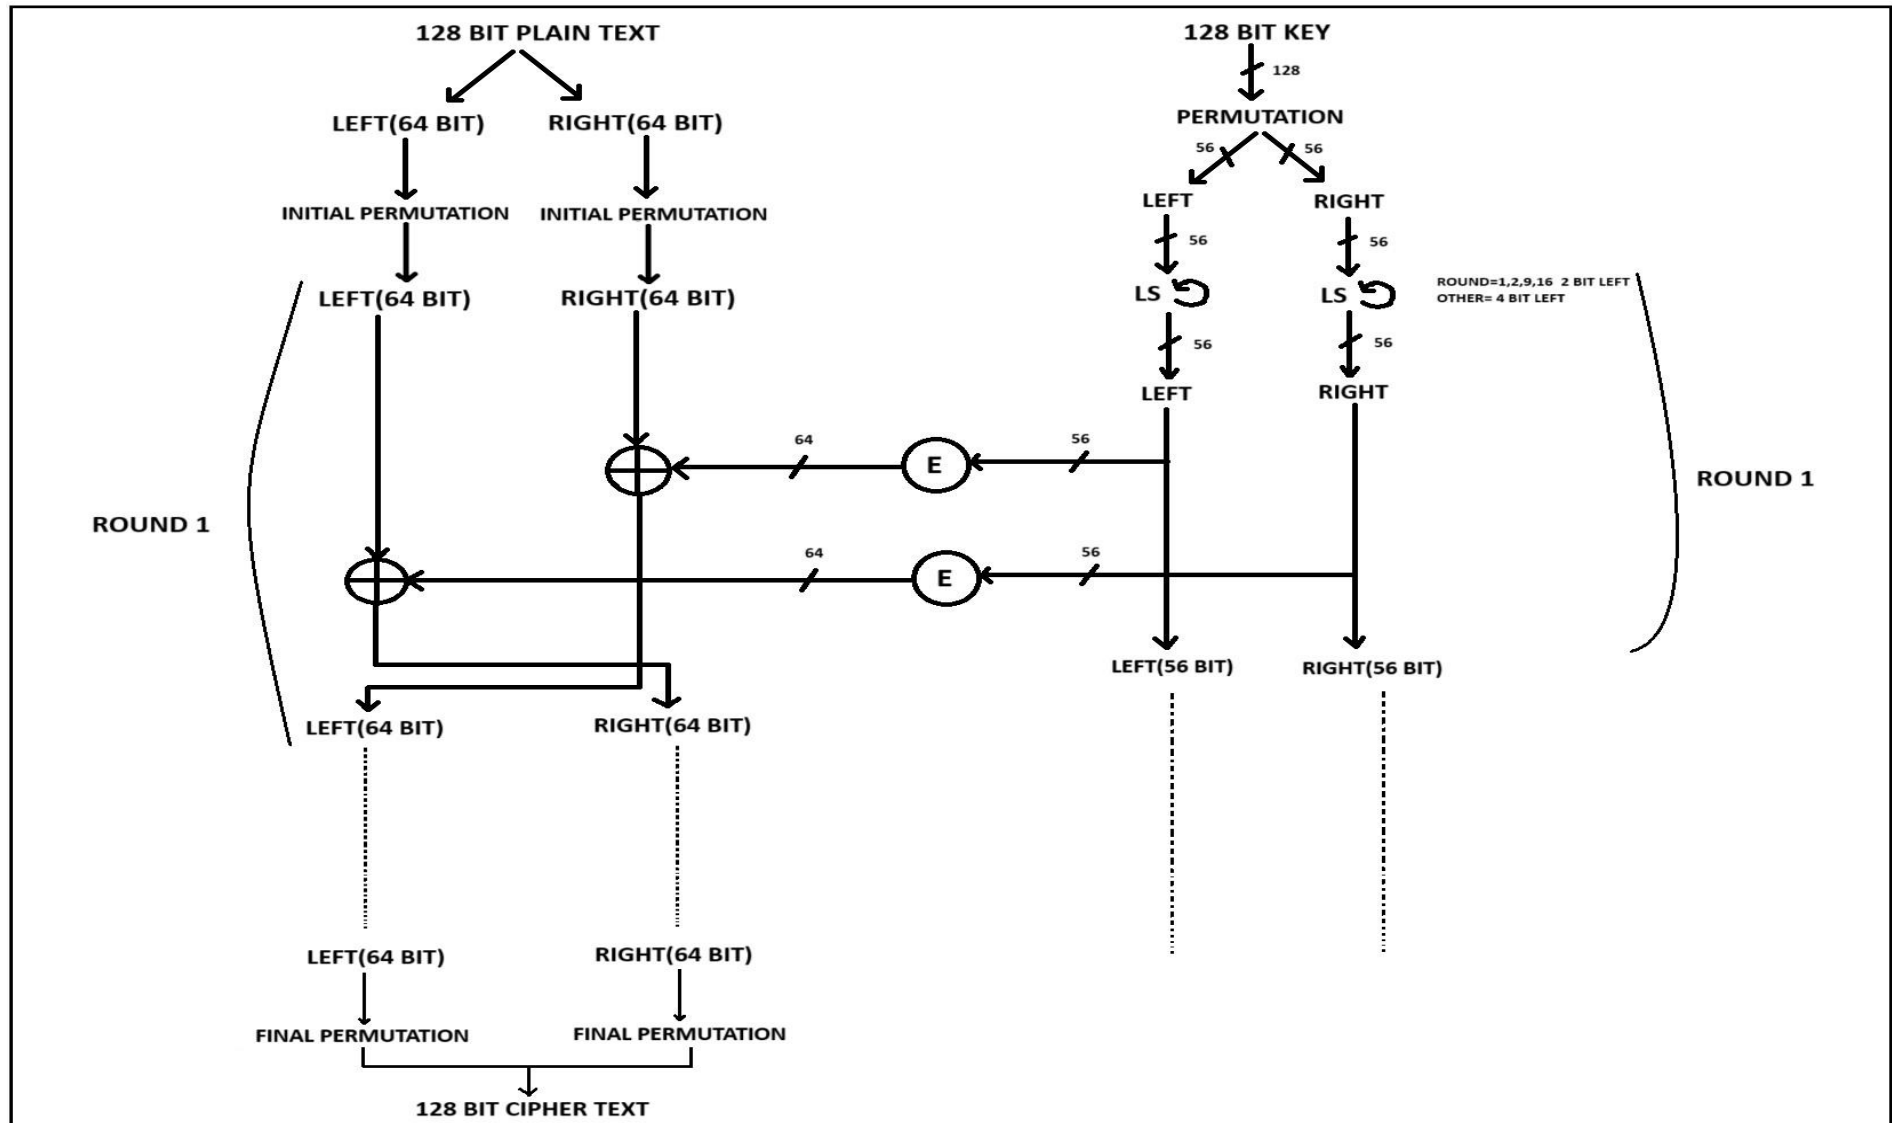 128 BIT PLAIN TEXT
128 BIT KEY
128
PERMUTATION
LEFT(64 BIT)
RIGHT(64 BIT)
56
56
LEFT
RIGHT
INITIAL PERMUTATION
INITIAL PERMUTATION
56
56
LEFT(64 BIT)
RIGHT(64 BIT)
LS
LS
ROUND=1,2,9,16 2 BIT LEFT
OTHER= 4 BIT LEFT
56
56
LEFT
RIGHT
64
E
56
ROUND 1
ROUND 1
64
E
56
LEFT(56 BIT)
RIGHT(56 BIT)
LEFT(64 BIT)
RIGHT(64 BIT)
LEFT(64 BIT)
RIGHT(64 BIT)
FINAL PERMUTATION
FINAL PERMUTATION
128 BIT CIPHER TEXT